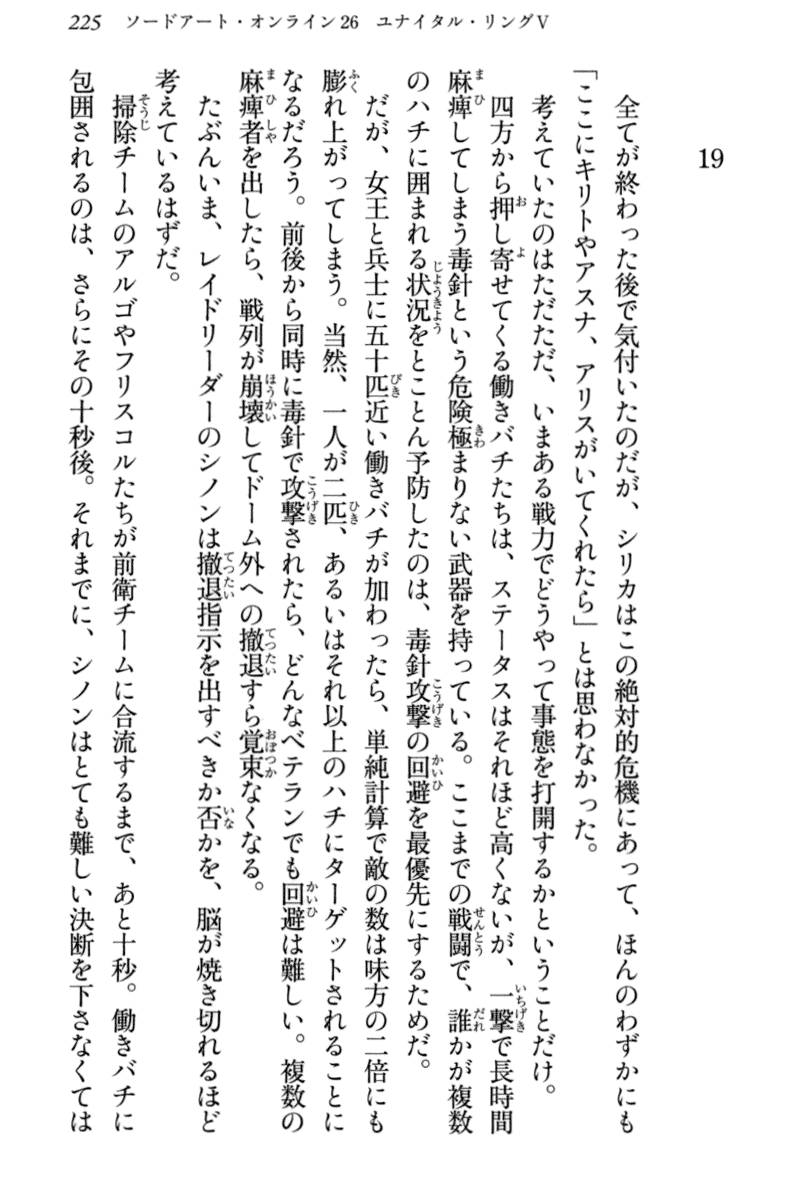 225 ソードアート・オンライン26 ユナイタル・リングⅤ
19
全てが終わった後で気付いたのだが、シリカはこの絶対的危機にあって、ほんのわずかにも
「ここにキリトやアスナ、アリスがいてくれたら」とは思わなかった。
考えていたのはただただ、いまある戦力でどうやって事態を打開するかということだけ。
四方から押し寄せてくる働きバチたちは、ステータスはそれほど高くないが、一撃で長時間
麻痺してしまう毒針という危険極まりない武器を持っている。ここまでの戦闘で、誰かが複数
のハチに囲まれる状況をとことん予防したのは、毒針攻撃の回避を最優先にするためだ。
だが、女王と兵士に五十匹近い働きバチが加わったら、単純計算で敵の数は味方の二倍にも
膨れ上がってしまう。当然、一人が二匹、あるいはそれ以上のハチにターゲットされることに
なるだろう。前後から同時に毒針で攻撃されたら、どんなベテランでも回避は難しい。複数の
麻痺者を出したら、戦列が崩壊してドーム外への撤退すら覚束なくなる。
たぶんいま、レイドリーダーのシノンは撤退指示を出すべきか否かを、脳が焼き切れるほど
考えているはずだ。
掃除チームのアルゴやフリスコルたちが前衛チームに合流するまで、あと十秒。働きバチに
包囲されるのは、さらにその十秒後。それまでに、シノンはとても難しい決断を下さなくては